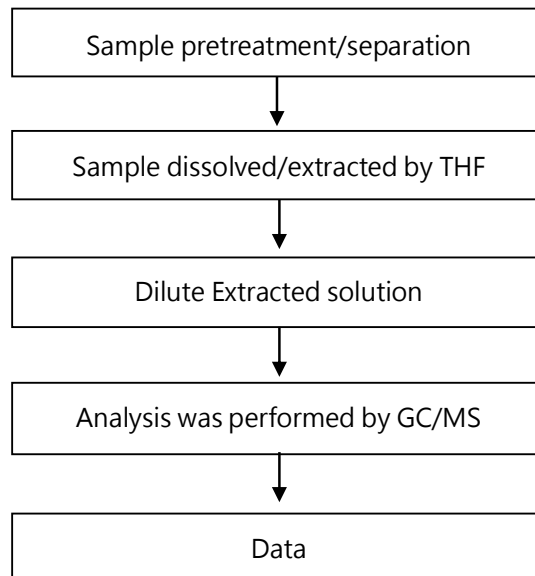 Sample pretreatment/separation
Sample dissolved/extracted by THF
Dilute Extracted solution
Analysis was performed by GC/MS
Data